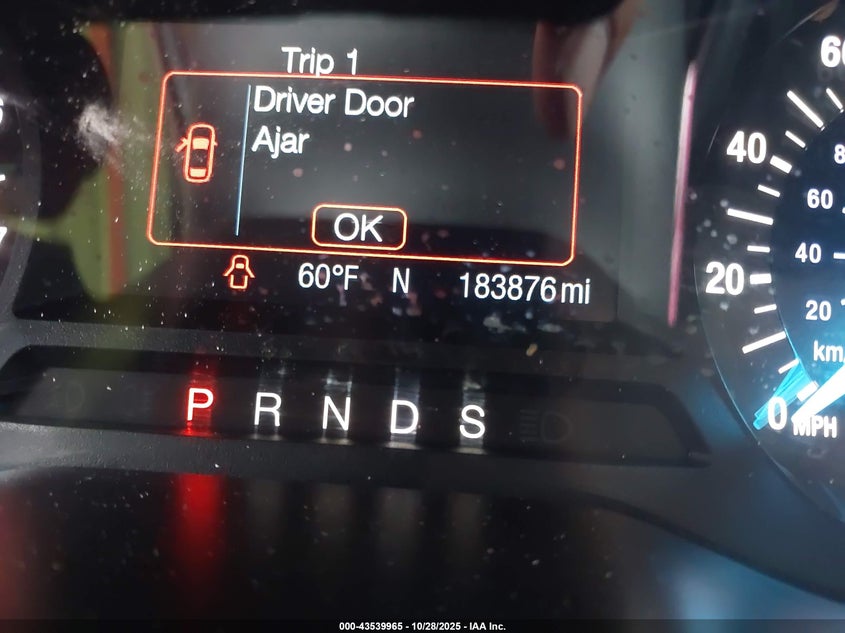 Trip 1
Driver Door
Ajar
OK
60°F N 183876 mi
P R N D S
60
40
20
0
MPH
80
60
40
20
km/
000-43539965 - 10/28/2025 - IAA Inc.